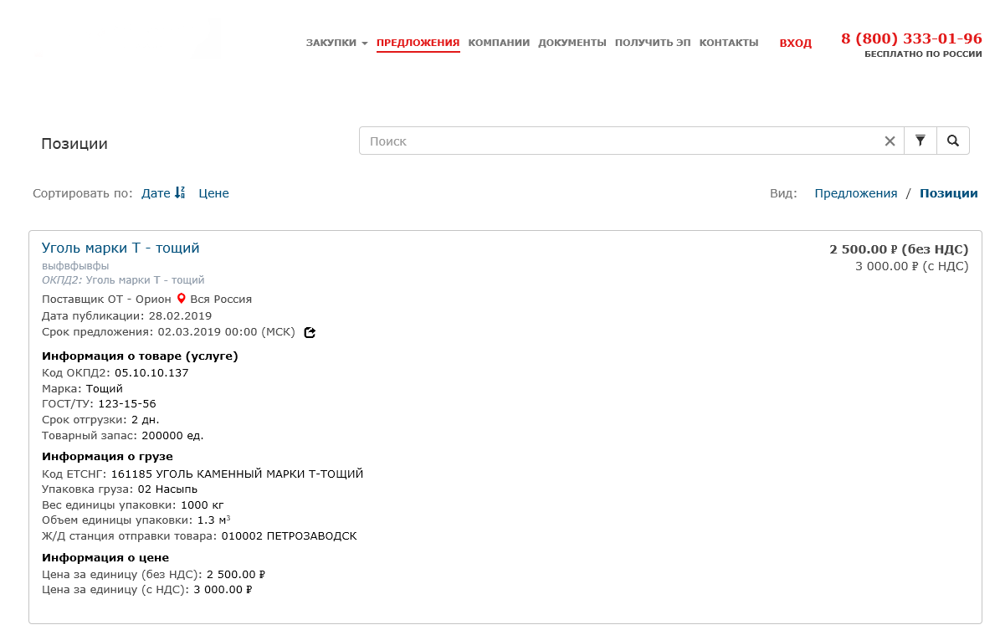 ЗАКУПКИ ПРЕДЛОЖЕНИЯ КОМПАНИИ ДОКУМЕНТЫ ПОЛУЧИТЬ ЭП КОНТАКТЫ ВХОД 8 (800) 333-01-96
БЕСПЛАТНО ПО РОССИИ
Позиции Поиск
Сортировать по: Дате Цене Вид: Предложения / Позиции
Уголь марки Т - тощий 2 500.00 ₽ (без НДС)
выфвфывфы 3 000.00 ₽ (с НДС)
ОКПД2: Уголь марки Т - тощий
Поставщик ОТ - Орион Вся Россия
Дата публикации: 28.02.2019
Срок предложения: 02.03.2019 00:00 (МСК)
Информация о товаре (услуге)
Код ОКПД2: 05.10.10.137
Марка: Тощий
ГОСТ/ТУ: 123-15-56
Срок отгрузки: 2 дн.
Товарный запас: 200000 ед.
Информация о грузе
Код ЕТСНГ: 161185 УГОЛЬ КАМЕННЫЙ МАРКИ Т-ТОЩИЙ
Упаковка груза: 02 Насыпь
Вес единицы упаковки: 1000 кг
Объем единицы упаковки: 1.3 м³
Ж/Д станция отправки товара: 010002 ПЕТРОЗАВОДСК
Информация о цене
Цена за единицу (без НДС): 2 500.00 ₽
Цена за единицу (с НДС): 3 000.00 ₽